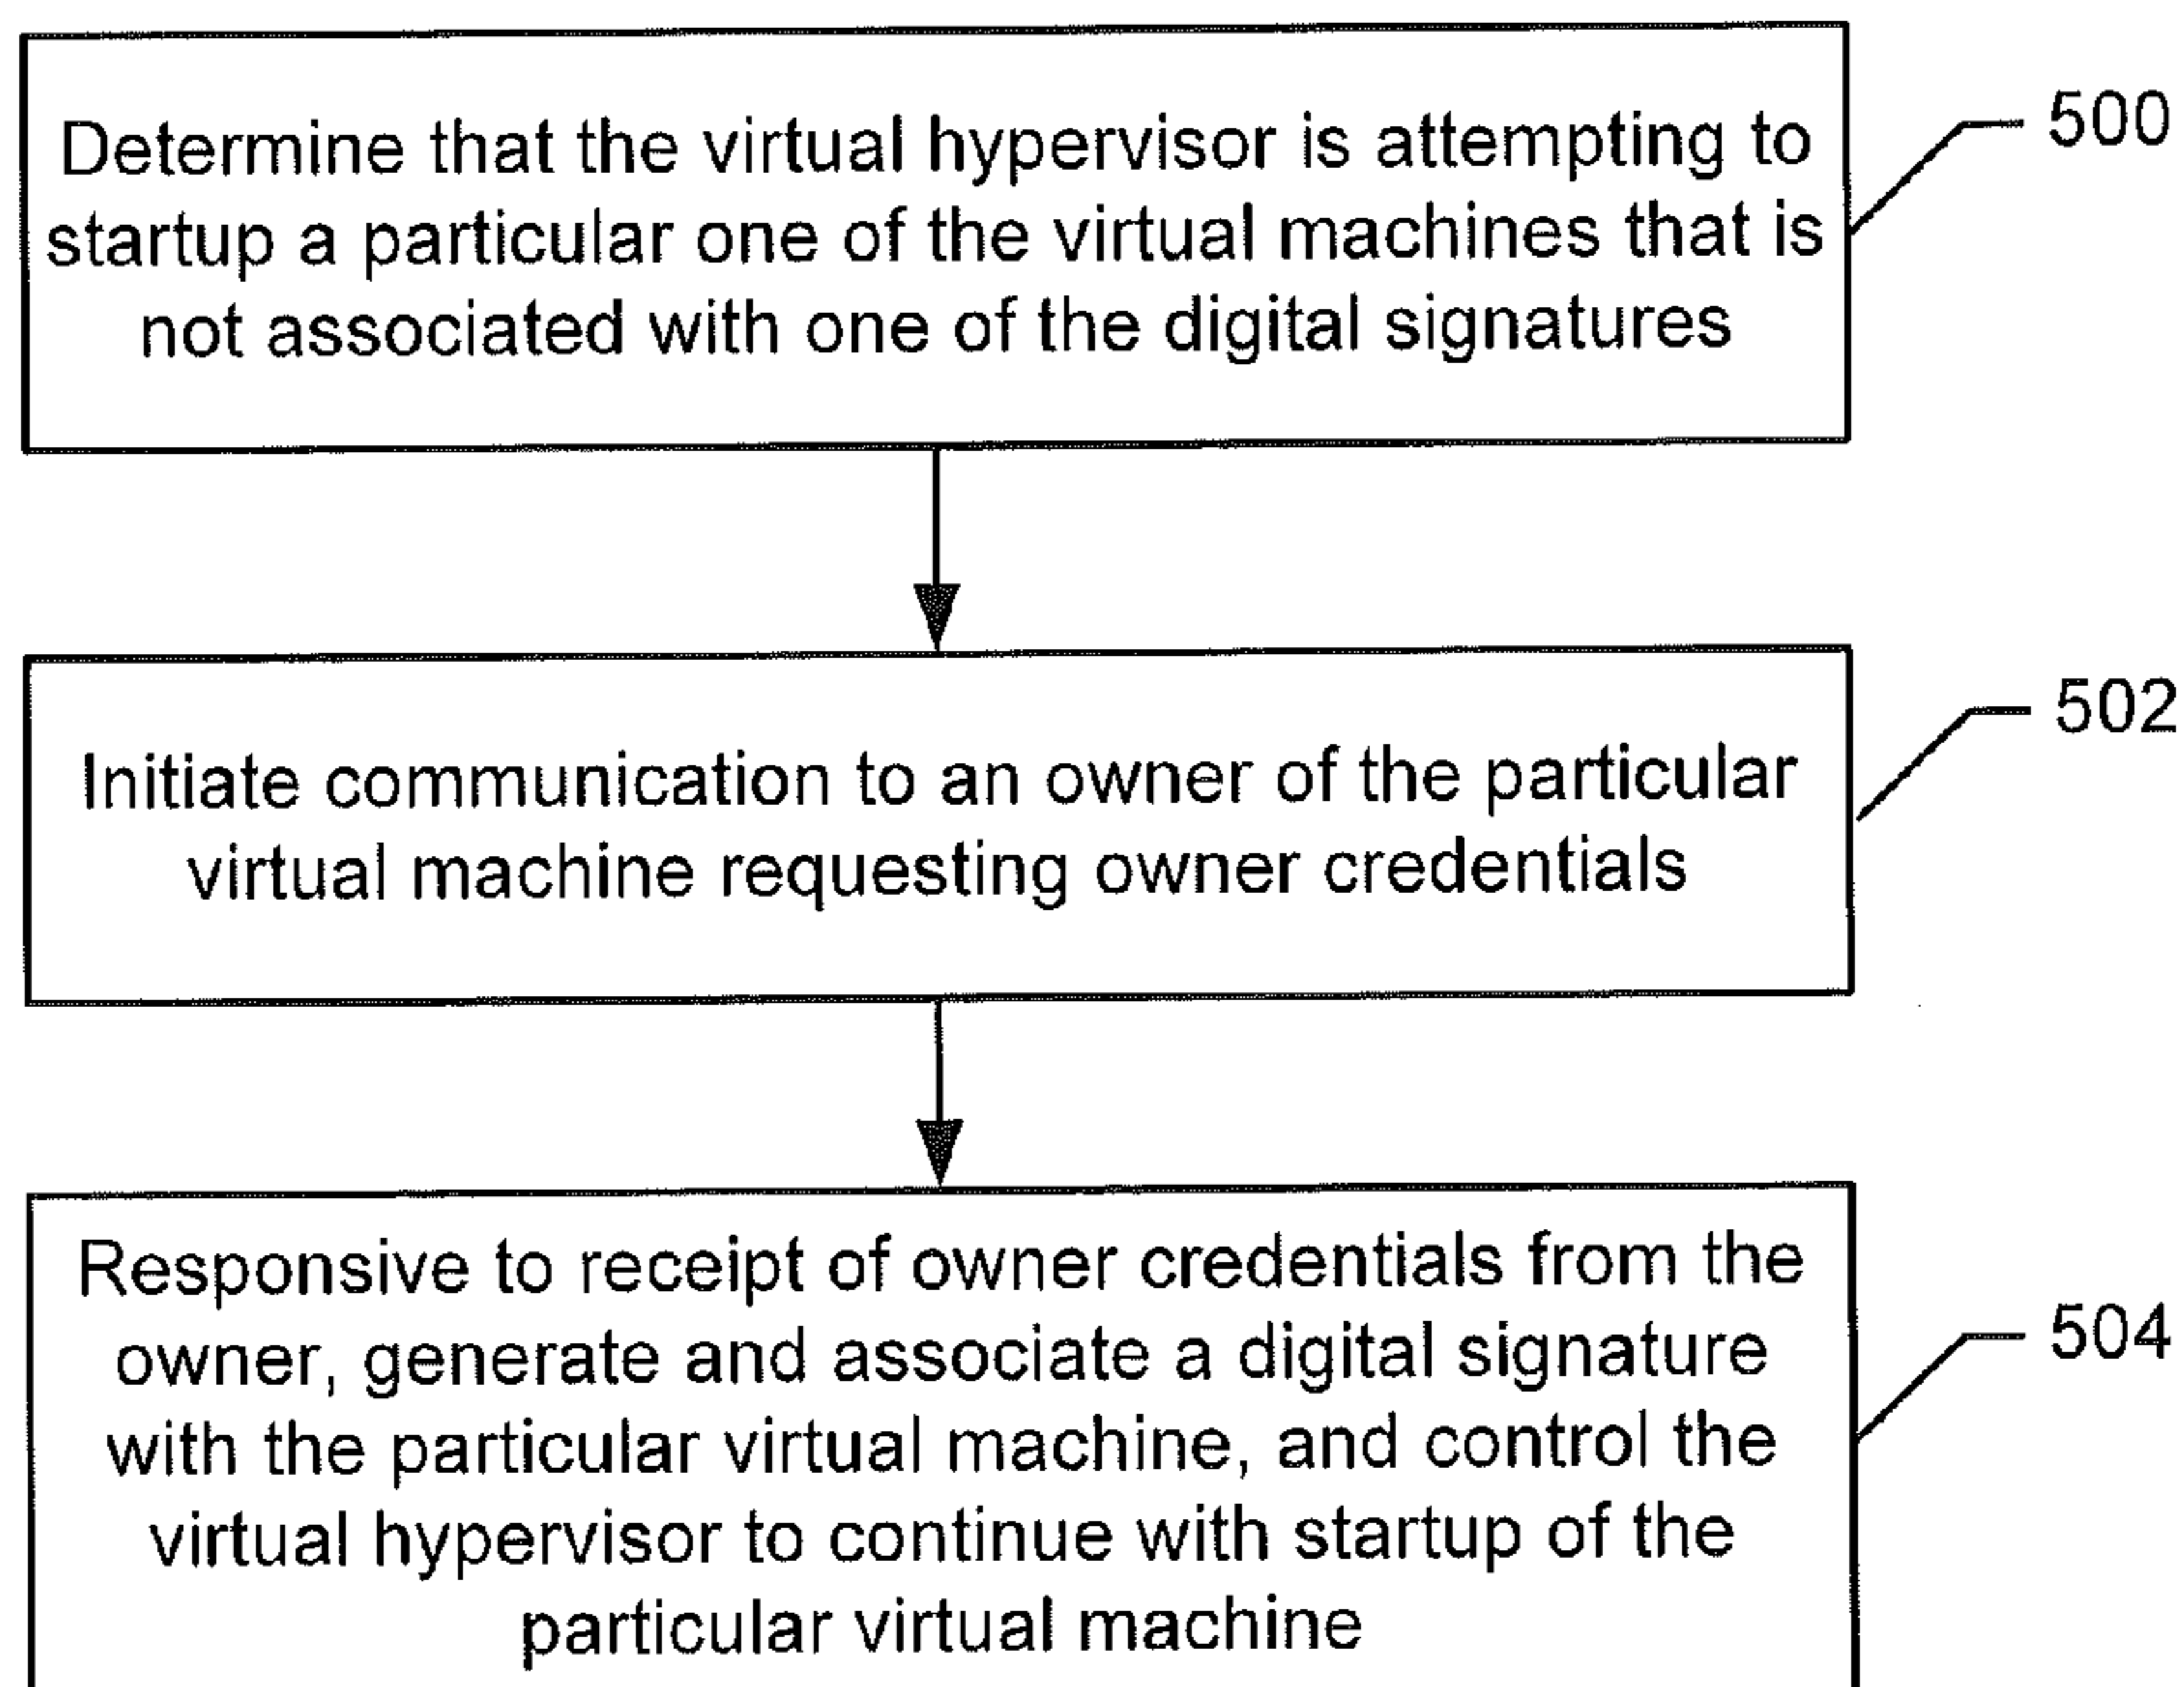 Determine that the virtual hypervisor is attempting to
startup a particular one of the virtual machines that is
not associated with one of the digital signatures
500
Initiate communication to an owner of the particular
virtual machine requesting owner credentials
502
Responsive to receipt of owner credentials from the
owner, generate and associate a digital signature
with the particular virtual machine, and control the
virtual hypervisor to continue with startup of the
particular virtual machine
504